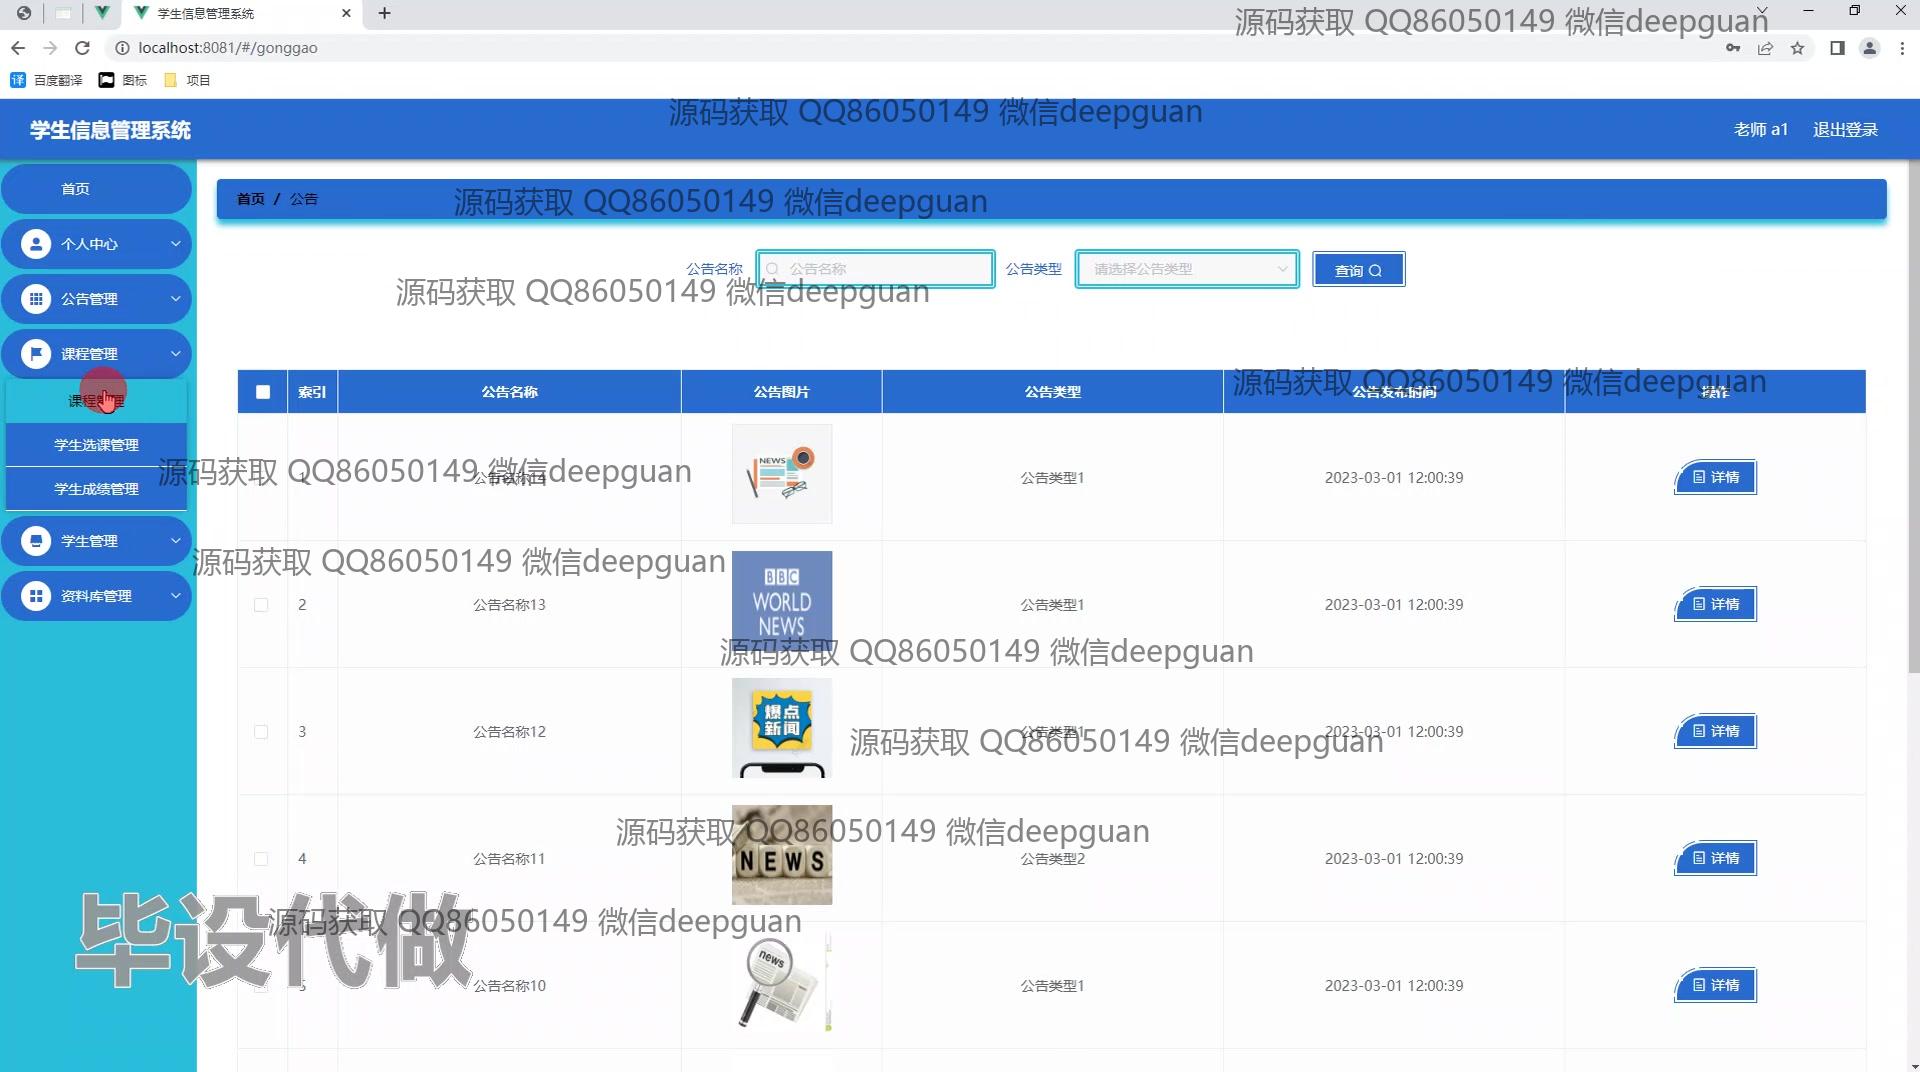 学生信息管理系统
源码获取 QQ86050149 微信deepguan
localhost:8081/#/gonggao
译 百度翻译 图标 项目
源码获取 QQ86050149 微信deepguan
学生信息管理系统 老师 a1 退出登录
首页
首页 / 公告
源码获取 QQ86050149 微信deepguan
个人中心
公告名称 公告名称 公告类型 请选择公告类型 查询
源码获取 QQ86050149 微信deepguan
公告管理
课程管理
源码获取 QQ86050149 微信deepguan
索引 公告名称 公告图片 公告类型 公告发布时间 操作
课程管理
学生选课管理
源码获取 QQ86050149 微信deepguan
1 公告名称14 NEWS 公告类型1 2023-03-01 12:00:39 详情
学生成绩管理
学生管理
源码获取 QQ86050149 微信deepguan
资料库管理
2 公告名称13 BBC WORLD NEWS 公告类型1 2023-03-01 12:00:39 详情
源码获取 QQ86050149 微信deepguan
3 公告名称12 爆点新闻 公告类型1 2023-03-01 12:00:39 详情
源码获取 QQ86050149 微信deepguan
源码获取 QQ86050149 微信deepguan
4 公告名称11 NEWS 公告类型2 2023-03-01 12:00:39 详情
源码获取 QQ86050149 微信deepguan
毕设代做
5 公告名称10 news 公告类型1 2023-03-01 12:00:39 详情